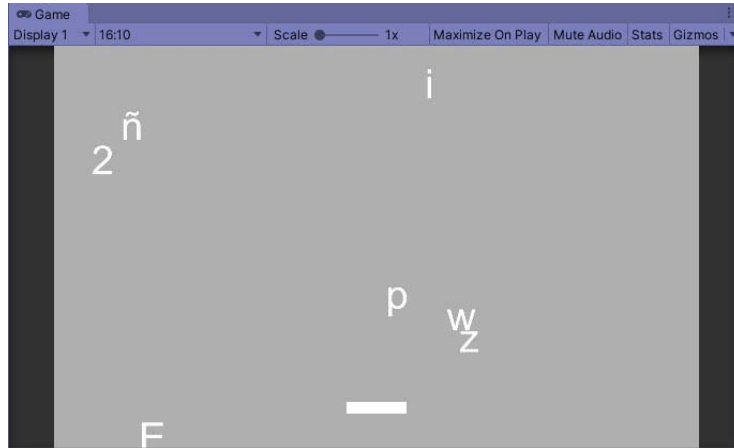 Game
Display 1 16:10 Scale 1x Maximize On Play Mute Audio Stats Gizmos
i
ñ
2
p
w
z